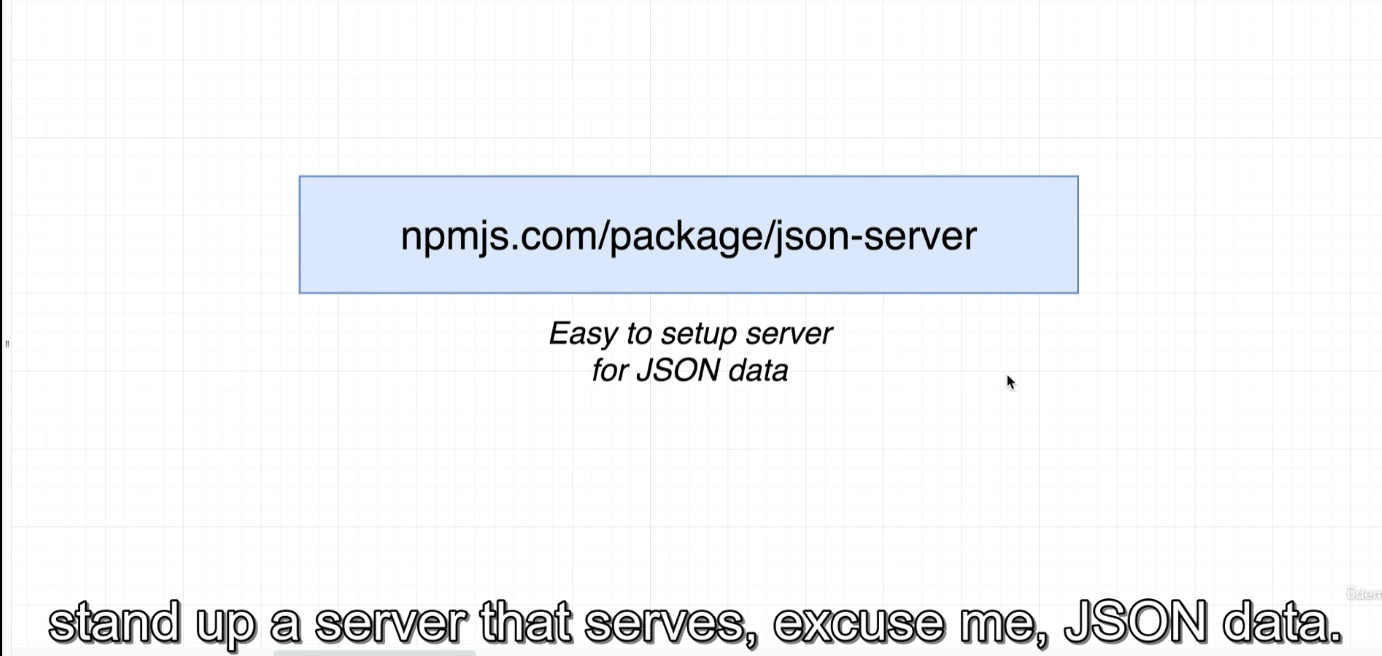 npmjs.com/package/json-server
Easy to setup server
for JSON data
stand up a server that serves, excuse me, JSON data.